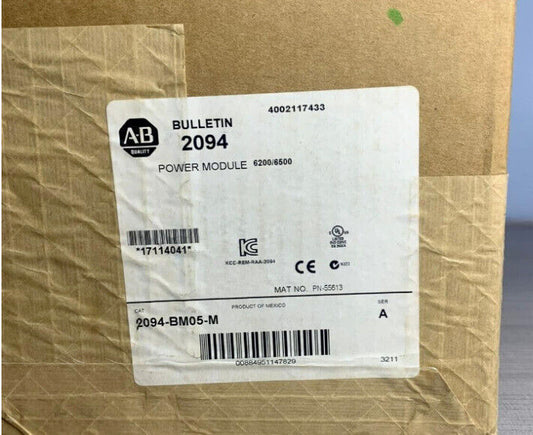 4002117433
A-B
QUALITY
BULLETIN
2094
POWER MODULE 6200/6500
*17114041*
KCC-REM-RAA-2094
CE
MAT NO. PN-55613
CAT
PRODUCT OF MEXICO
SER
2094-BM05-M
A
00884951147829
3211